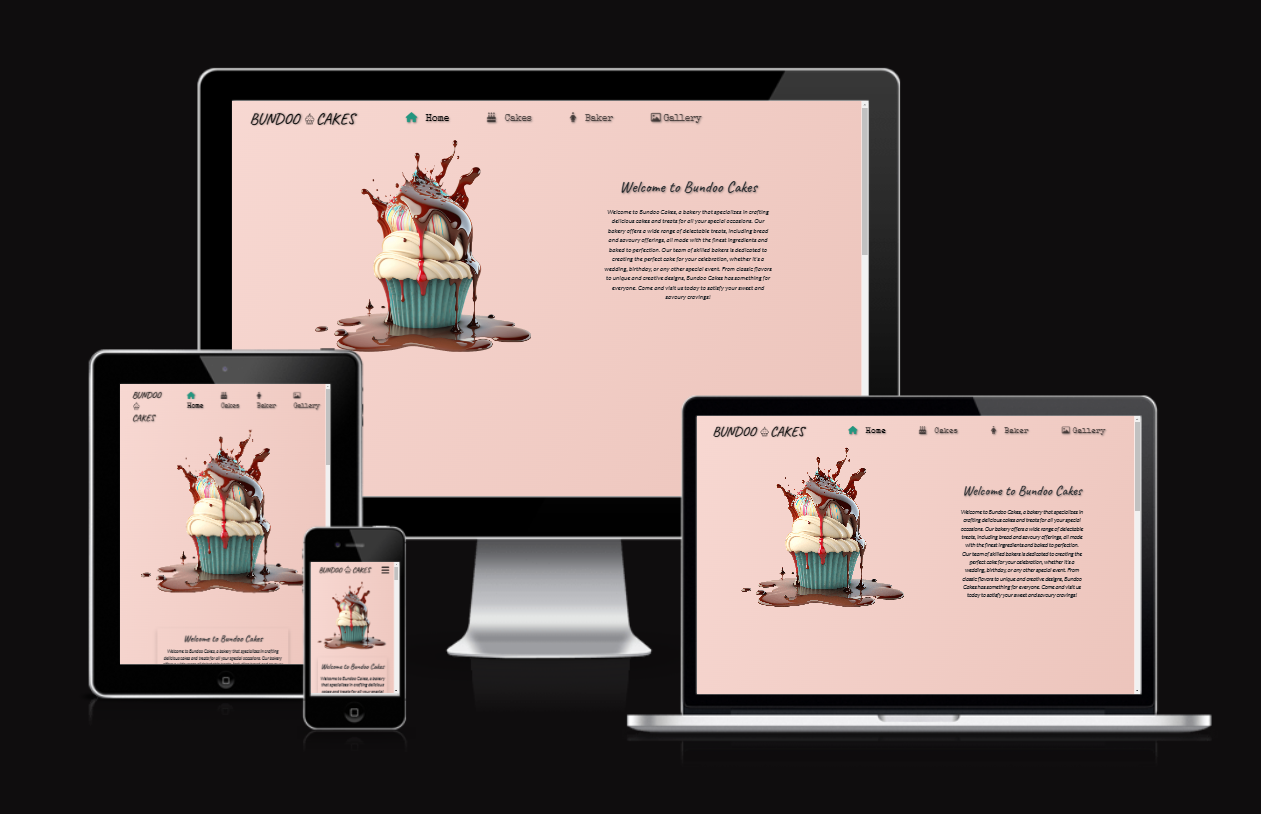 BUNDOO CAKES
Home Cakes Baker Gallery
Welcome to Bundoo Cakes
Welcome to Bundoo Cakes, a bakery that specializes in crafting
delicious cakes and treats for all your special occasions. Our
bakery offers a wide range of delectable treats, including bread
and savoury offerings, all made with the finest ingredients and
baked to perfection. Our team of skilled bakers is dedicated to
creating the perfect cake for your celebration, whether it's a
wedding, birthday, or any other special event. From classic flavors
to unique and creative designs, Bundoo Cakes has something for
everyone. Come and visit us today to satisfy your sweet and
savoury cravings!
BUNDOO
CAKES
Home Cakes Baker Gallery
Welcome to Bundoo Cakes
Welcome to Bundoo Cakes, a bakery that specializes in crafting
delicious cakes and treats for all your special occasions. Our bakery
BUNDOO CAKES
Welcome to Bundoo Cakes
Welcome to Bundoo Cakes, a bakery
that specializes in crafting delicious
cakes and treats for all your special
BUNDOO CAKES
Home Cakes Baker Gallery
Welcome to Bundoo Cakes
Welcome to Bundoo Cakes, a bakery that specializes in
crafting delicious cakes and treats for all your special
occasions. Our bakery offers a wide range of delectable
treats, including bread and savoury offerings, all made
with the finest ingredients and baked to perfection.
Our team of skilled bakers is dedicated to creating the
perfect cake for your celebration, whether it's a
wedding, birthday, or any other special event. From
classic flavors to unique and creative designs, Bundoo
Cakes has something for everyone. Come and visit us
today to satisfy your sweet and savoury cravings!